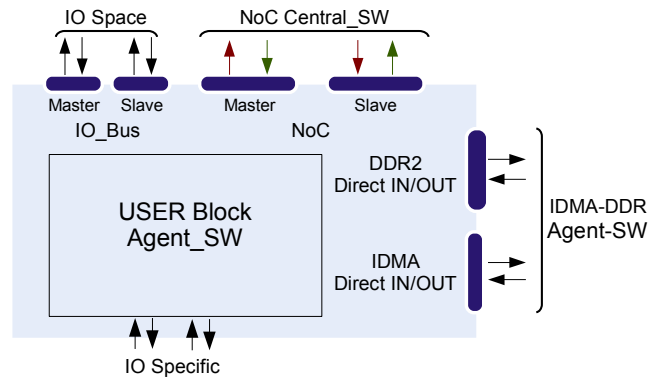 IO Space
NoC Central_SW
Master
Slave
Master
Slave
IO_Bus
NoC
DDR2
Direct IN/OUT
IDMA-DDR
Agent-SW
USER Block
Agent_SW
IDMA
Direct IN/OUT
IO Specific